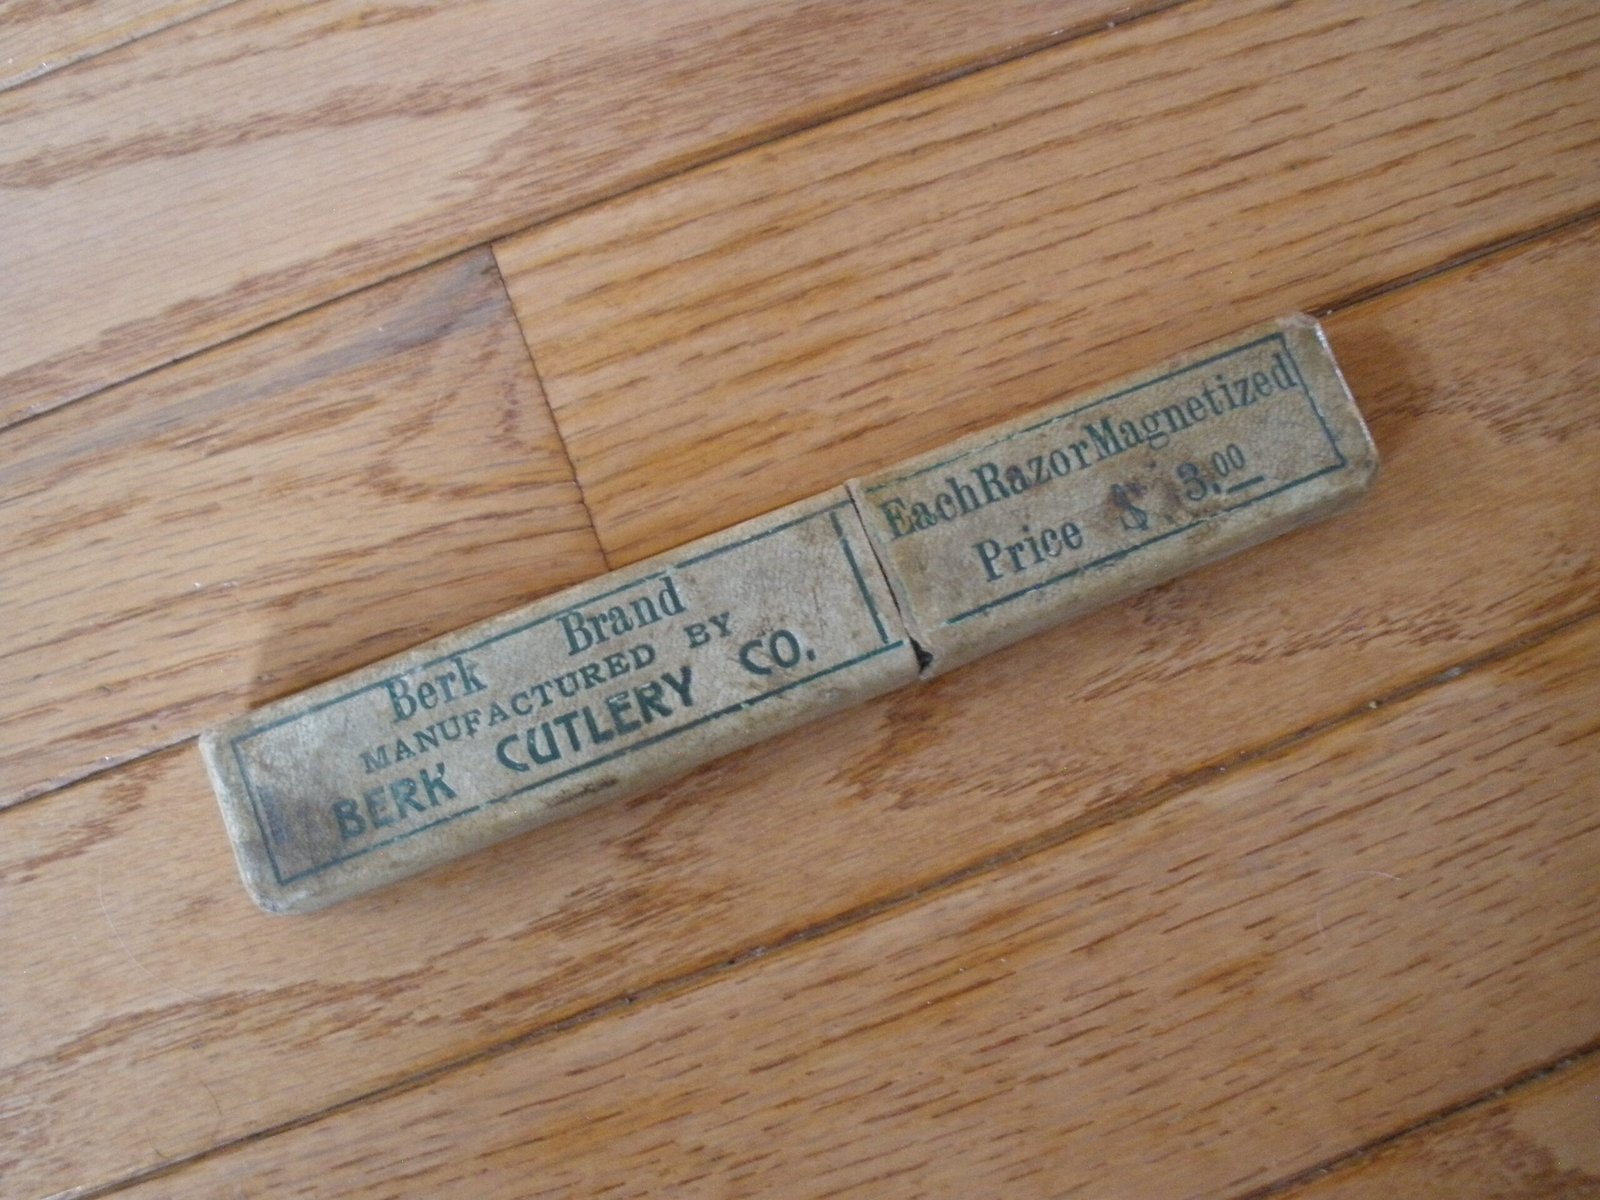 Berk Brand
MANUFACTURED BY
BERK CUTLERY CO.
Each Razor Magnetized
Price $ 3.00